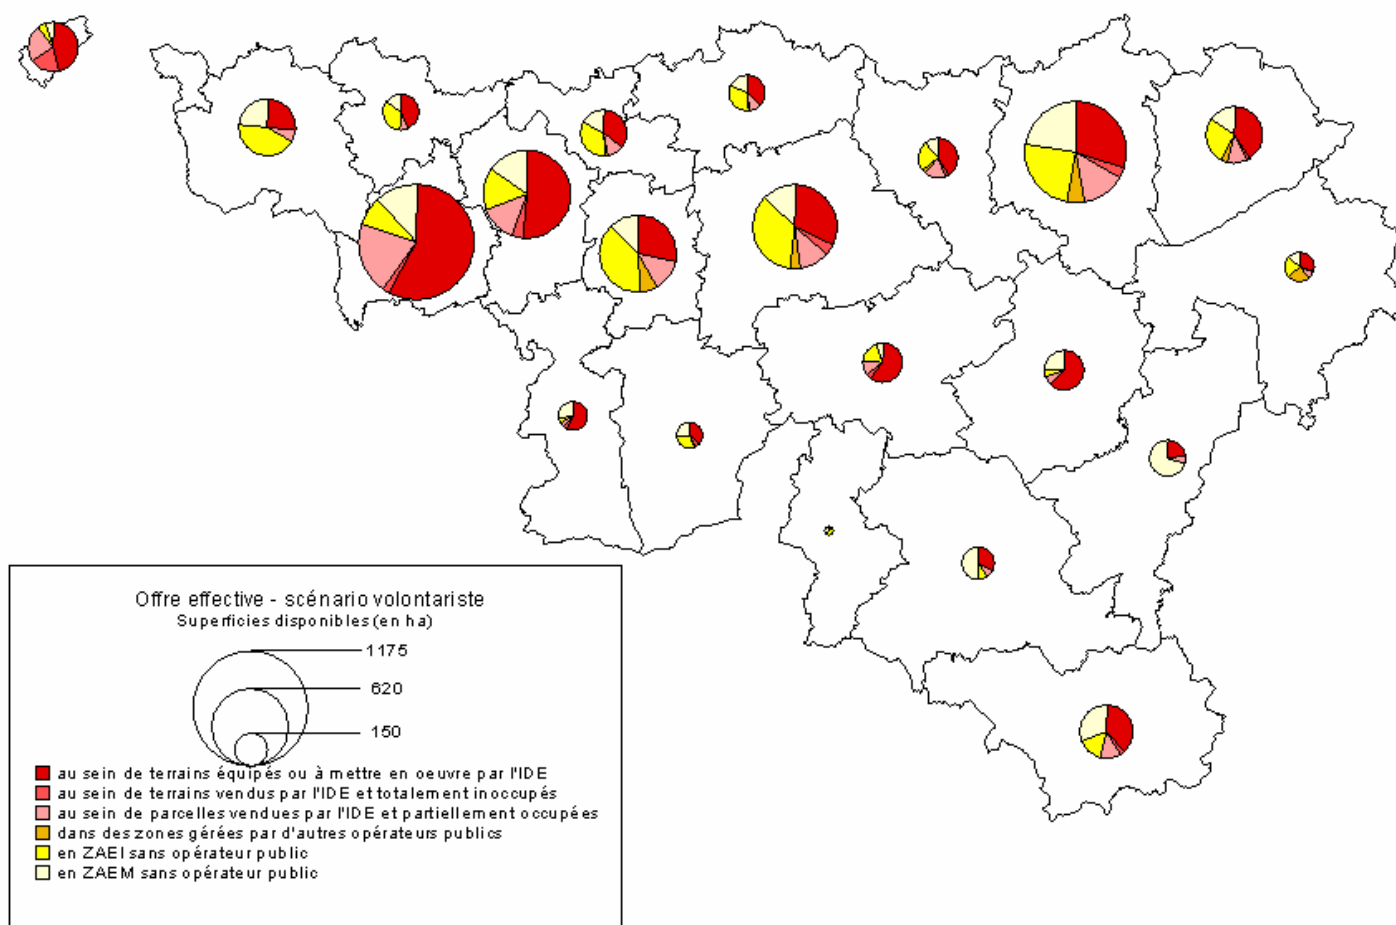 Offre effective - scénario volontariste
Superficies disponibles (en ha)
1175
620
150
au sein de terrains équipés ou à mettre en oeuvre par l'IDE
au sein de terrains vendus par l'IDE et totalement inoccupés
au sein de parcelles vendues par l'IDE et partiellement occupées
dans des zones gérées par d'autres opérateurs publics
en ZAEI sans opérateur public
en ZAEM sans opérateur public